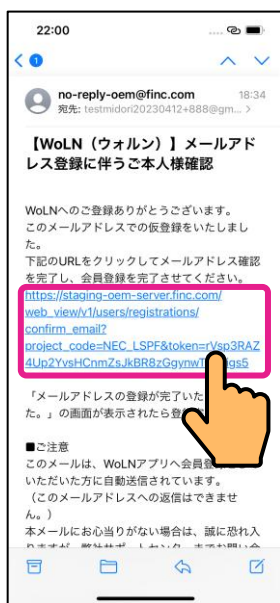 22:00
1
no-reply-oem@finc.com 18:34
宛先: testmidori20230412+888@gm...
【WoLN（ウォルン）】メールアド
レス登録に伴うご本人様確認
WoLNへのご登録ありがとうございます。
このメールアドレスでの仮登録をいたしまし
た。
下記のURLをクリックしてメールアドレス確認
を完了し、会員登録を完了させてください。
https://staging-oem-server.finc.com/
web_view/v1/users/registrations/
confirm_email?
project_code=NEC_LSPF&token=rVsp3RAZ
4Up2YvsHCnmZsJkBR8zGgynw
「メールアドレスの登録が完了いた
た。」の画面が表示されたら登
■ご注意
このメールは、WoLNアプリへ会員
いただいた方に自動送信されています。
（このメールアドレスへの返信はできませ
ん。）
本メールにお心当りがない場合は、誠に恐れ入